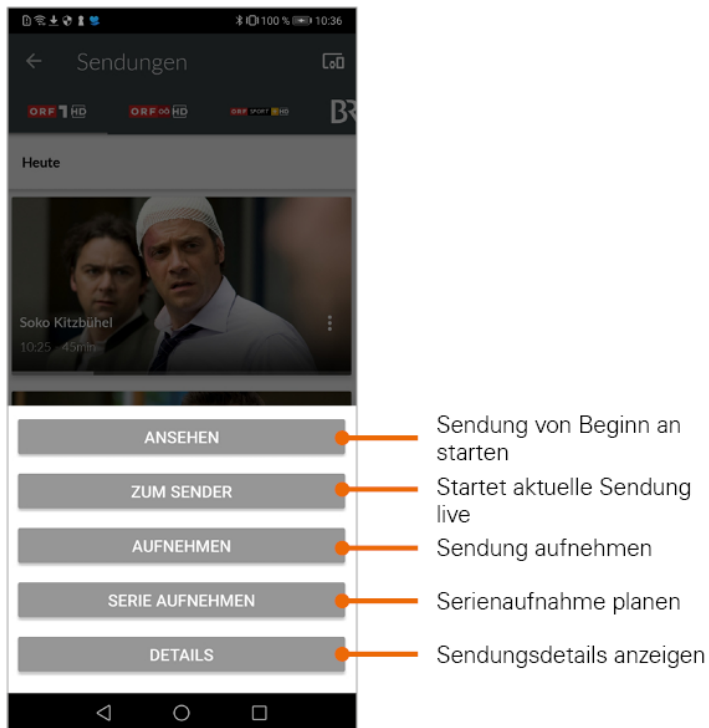 100 % 10:36
Sendungen
ORF 1 HD ORF oö HD ORF SPORT + HD BR
Heute
Soko Kitzbühel
10:25 45min
ANSEHEN
Sendung von Beginn an
starten
ZUM SENDER
Startet aktuelle Sendung
live
AUFNEHMEN
Sendung aufnehmen
SERIE AUFNEHMEN
Serienaufnahme planen
DETAILS
Sendungsdetails anzeigen